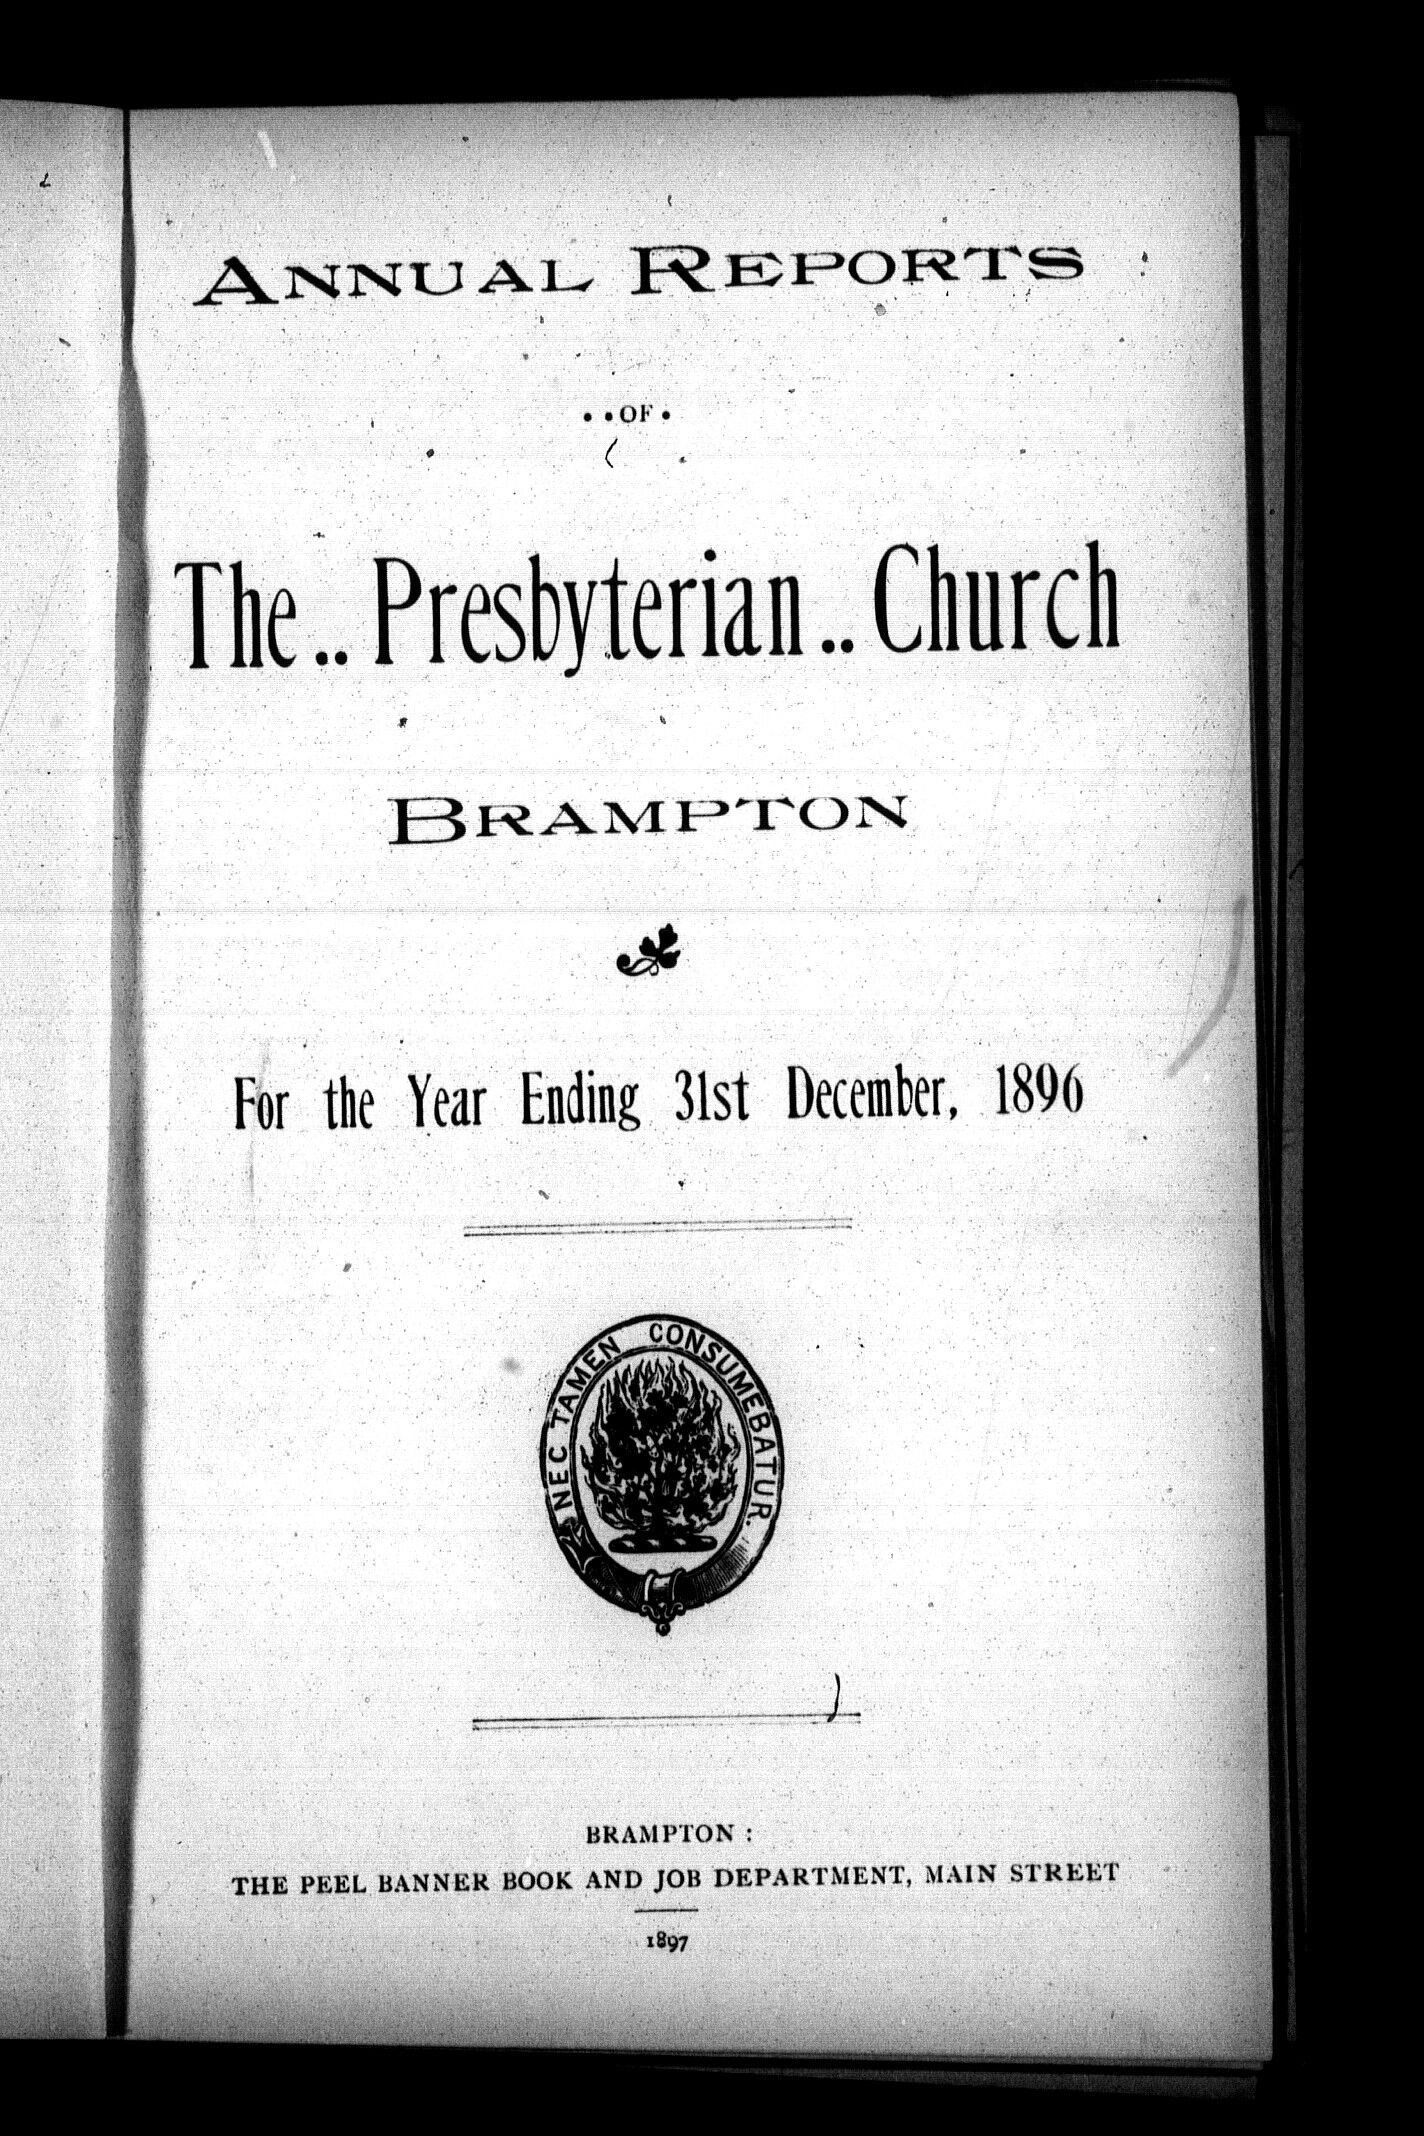 ANNUAL REPORTS
..OF.
The.. Presbyterian.. Church
BRAMPTON
For the Year Ending 31st December, 1896
NEC TAMEN CONSUMEBATUR.
BRAMPTON :
THE PEEL BANNER BOOK AND JOB DEPARTMENT, MAIN STREET
1897